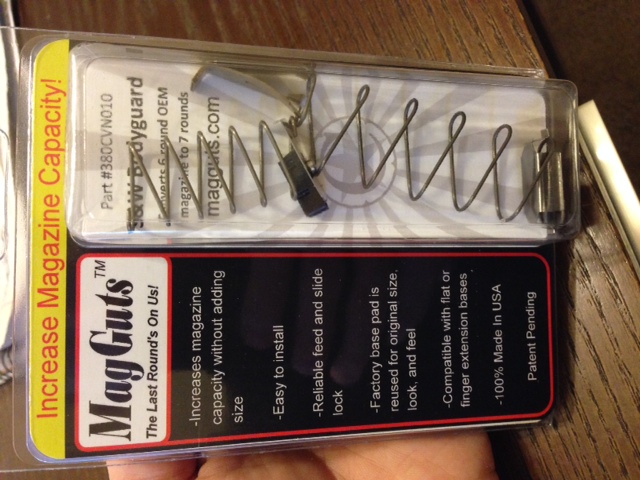 Increase Magazine Capacity!
Part #380CVN010
S&W Bodyguard
Converts 6 round OEM
magazine to 7 rounds
magguts.com
MagGuts™
The Last Round's On Us!
-Increases magazine
capacity without adding
size
-Easy to install
-Reliable feed and slide
lock
-Factory base pad is
reused for original size,
look, and feel
-Compatible with flat or
finger extension bases
-100% Made In USA
Patent Pending